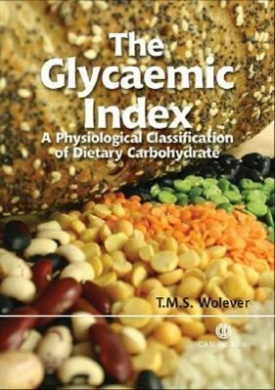 The
Glycaemic
Index
A Physiological Classification
of Dietary Carbohydrate
T.M.S. Wolever